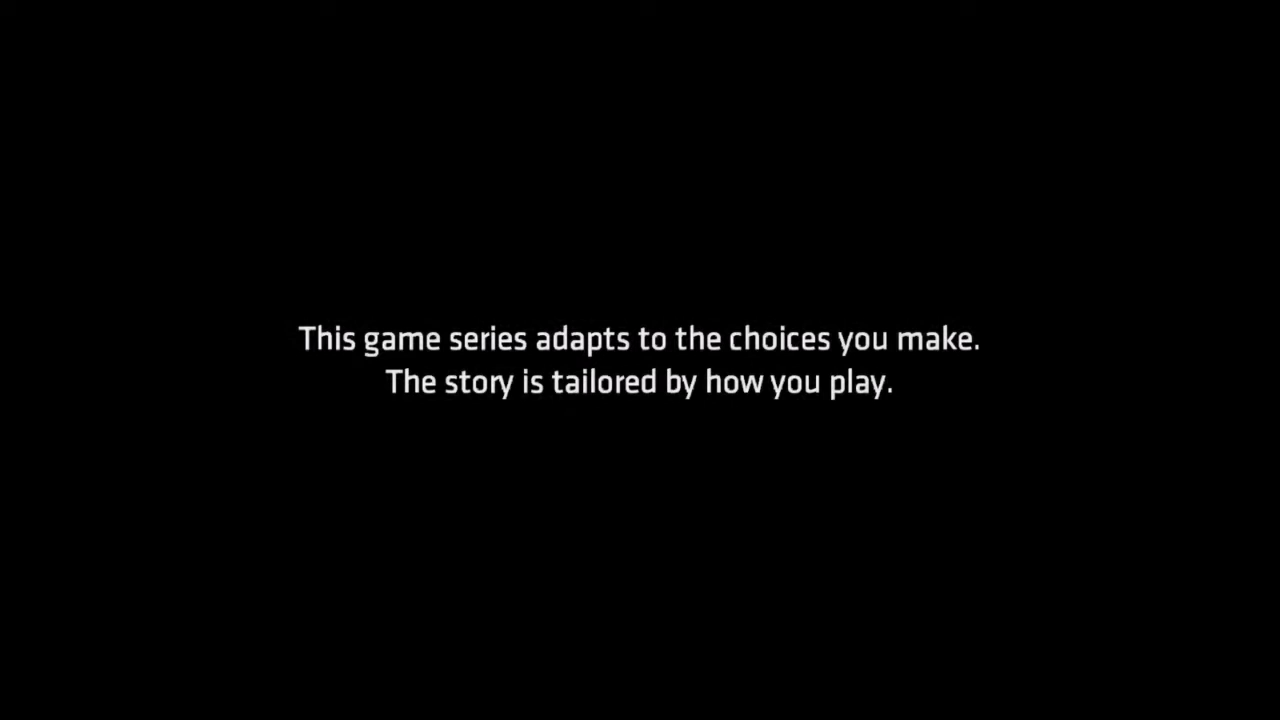 This game series adapts to the choices you make.
The story is tailored by how you play.